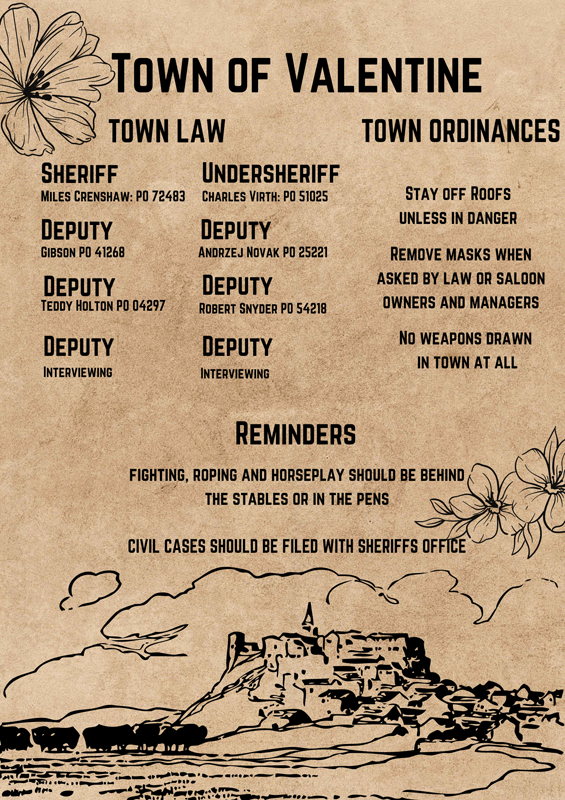 Town of Valentine
TOWN LAW
Sheriff
Miles Crenshaw: PO 72483
Undersheriff
Charles Virth: PO 51025
Deputy
Gibson PO 41268
Deputy
Andrzej Novak PO 25221
Deputy
Teddy Holton PO 04297
Deputy
Robert Snyder PO 54218
Deputy
Interviewing
Deputy
Interviewing
TOWN ORDINANCES
Stay off Roofs
unless in danger
Remove masks when
asked by law or saloon
owners and managers
No weapons drawn
in town at all
Reminders
FIGHTING, ROPING AND HORSEPLAY SHOULD BE BEHIND
THE STABLES OR IN THE PENS
CIVIL CASES SHOULD BE FILED WITH SHERIFFS OFFICE